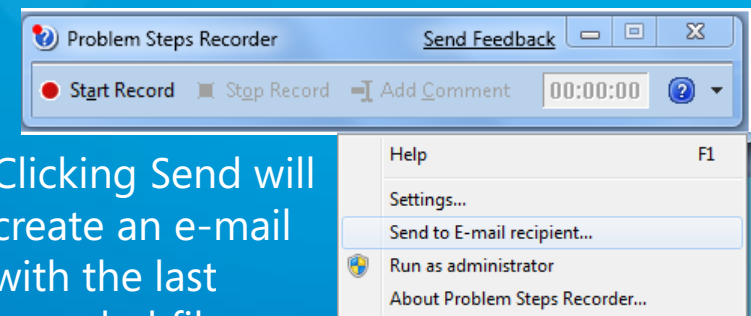 Problem Steps Recorder Send Feedback
Start Record Stop Record Add Comment 00:00:00
Help F1
Settings...
Send to E-mail recipient...
Run as administrator
About Problem Steps Recorder...
Clicking Send will
create an e-mail
with the last